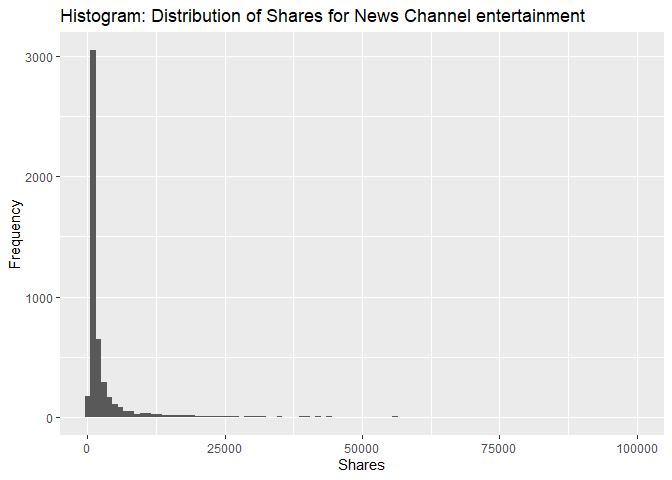 Histogram: Distribution of Shares for News Channel entertainment
3000
2000
1000
0
Frequency
0 25000 50000 75000 100000
Shares